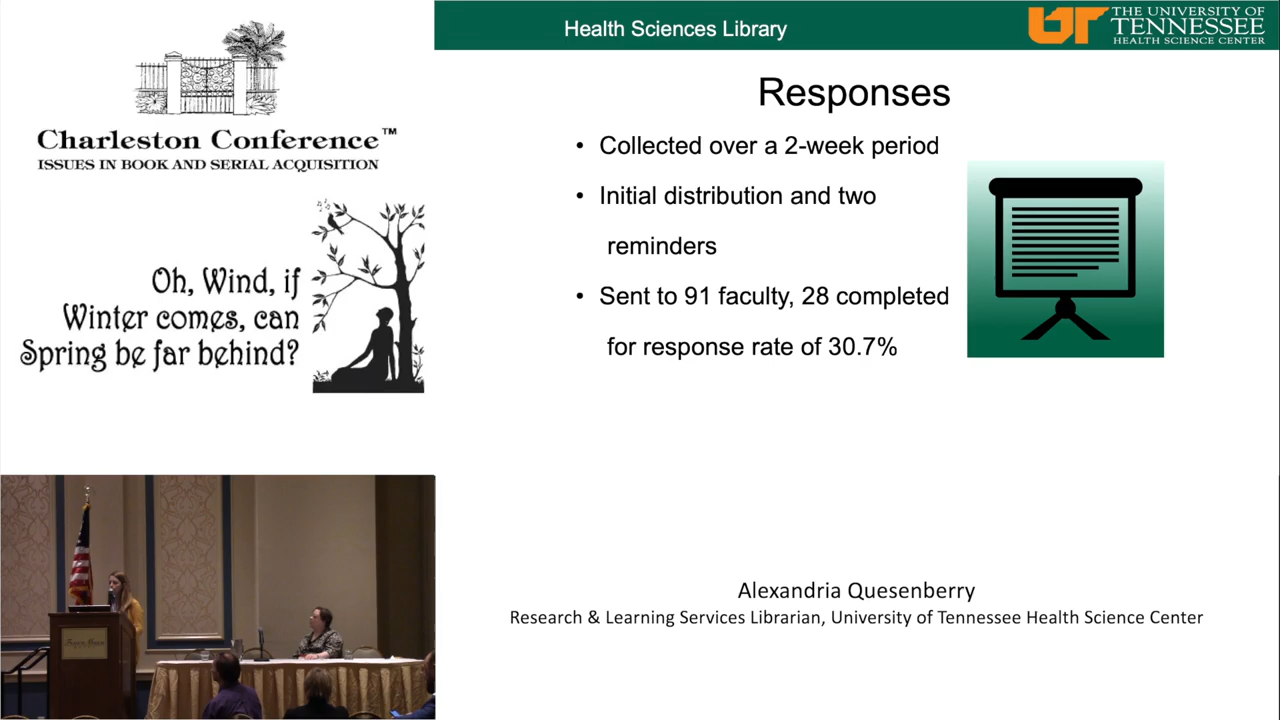 Charleston Conference™
ISSUES IN BOOK AND SERIAL ACQUISITION
Oh, Wind, if
Winter comes, can
Spring be far behind?
Health Sciences Library
UT
THE UNIVERSITY OF
TENNESSEE
HEALTH SCIENCE CENTER
Responses
• Collected over a 2-week period
• Initial distribution and two
reminders
• Sent to 91 faculty, 28 completed
for response rate of 30.7%
Alexandria Quesenberry
Research & Learning Services Librarian, University of Tennessee Health Science Center